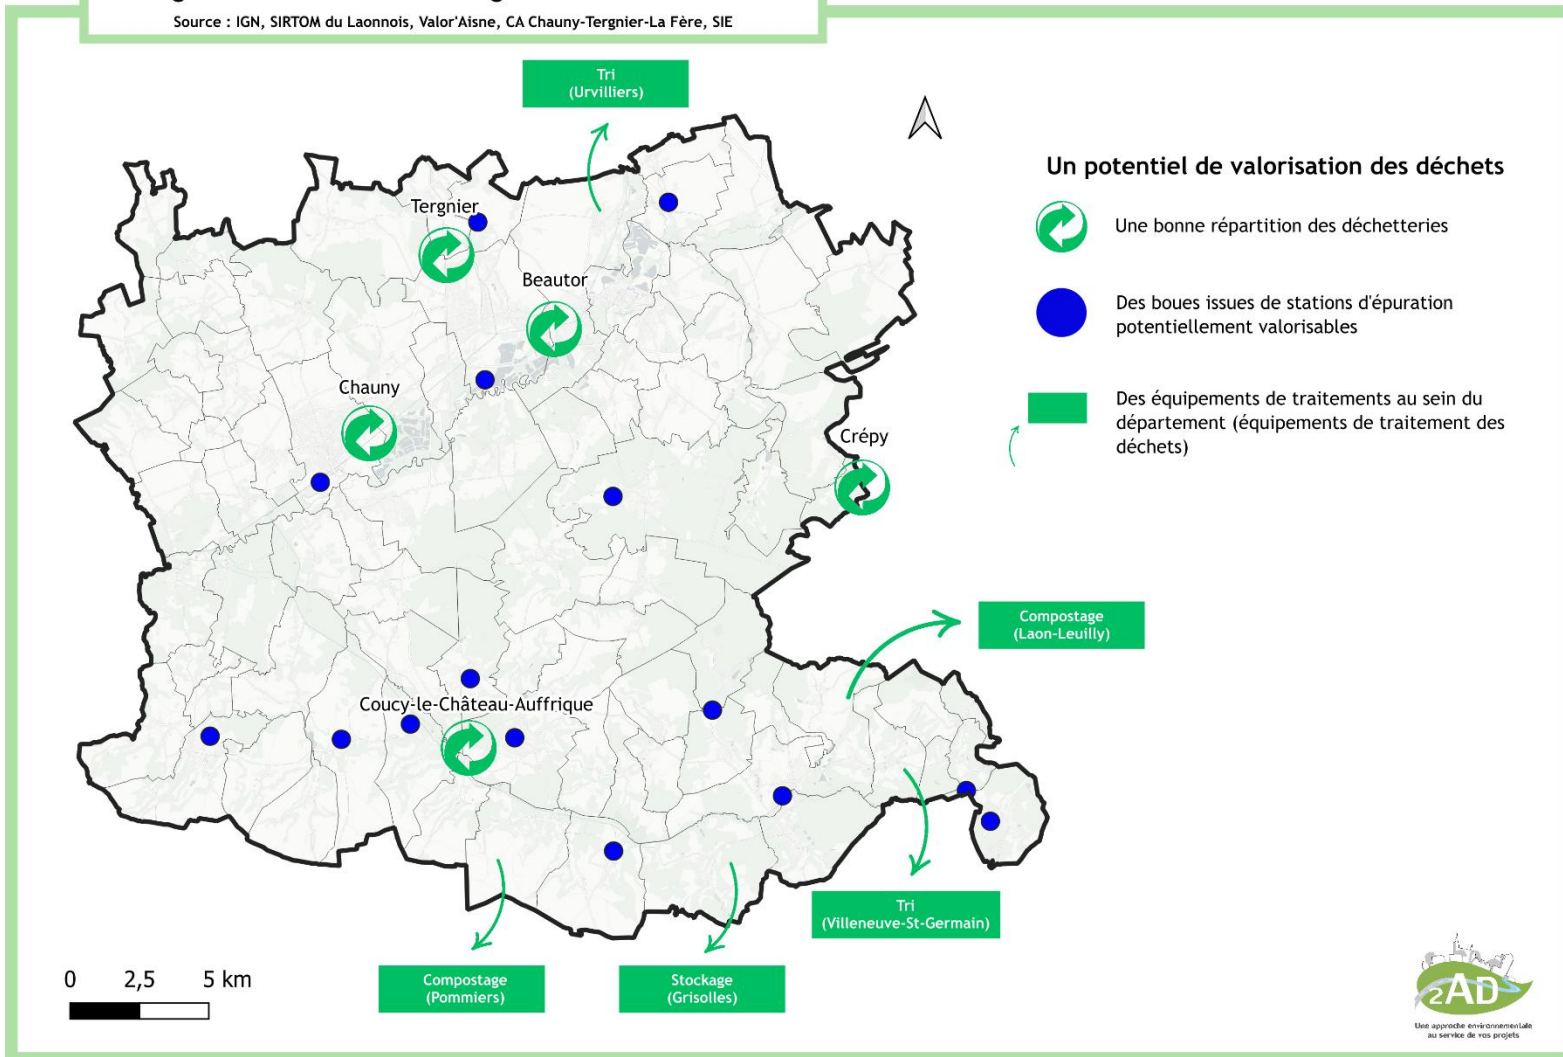 Source : IGN, SIRTOM du Laonnois, Valor'Aisne, CA Chauny-Tergnier-La Fère, SIE
Tri
(Urvilliers)
Un potentiel de valorisation des déchets
Une bonne répartition des déchetteries
Des boues issues de stations d'épuration
potentiellement valorisables
Des équipements de traitements au sein du
département (équipements de traitement des
déchets)
Tergnier
Beautor
Chauny
Crépy
Compostage
(Laon-Leuilly)
Coucy-le-Château-Auffrique
Tri
(Villeneuve-St-Germain)
Compostage
(Pommiers)
Stockage
(Grisolles)
0 2,5 5 km
2AD
Une approche environnementale
au service de vos projets